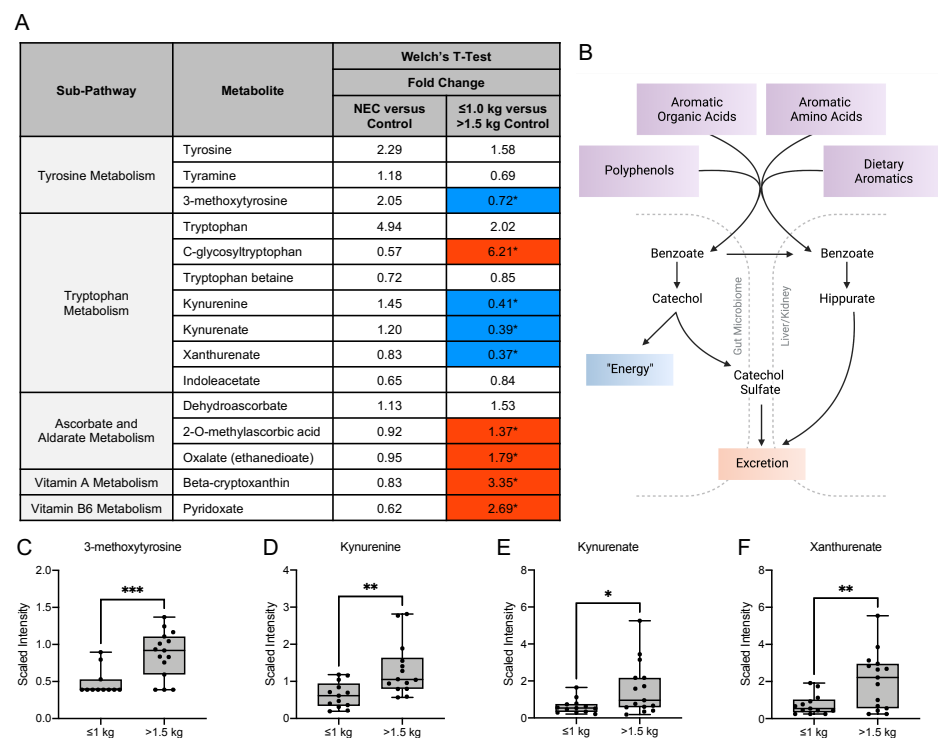 A
Sub-Pathway
Metabolite
Welch's T-Test
Fold Change
NEC versus
Control
≤1.0 kg versus
>1.5 kg Control
Tyrosine Metabolism
Tyrosine 2.29 1.58
Tyramine 1.18 0.69
3-methoxytyrosine 2.05 0.72*
Tryptophan
Metabolism
Tryptophan 4.94 2.02
C-glycosyltryptophan 0.57 6.21*
Tryptophan betaine 0.72 0.85
Kynurenine 1.45 0.41*
Kynurenate 1.20 0.39*
Xanthurenate 0.83 0.37*
Indoleacetate 0.65 0.84
Ascorbate and
Aldarate Metabolism
Dehydroascorbate 1.13 1.53
2-O-methylascorbic acid 0.92 1.37*
Oxalate (ethanedioate) 0.95 1.79*
Vitamin A Metabolism Beta-cryptoxanthin 0.83 3.35*
Vitamin B6 Metabolism Pyridoxate 0.62 2.69*
B
Aromatic
Organic Acids
Aromatic
Amino Acids
Polyphenols
Dietary
Aromatics
Benzoate
Benzoate
Catechol
Hippurate
Gut Microbiome
Liver/Kidney
"Energy"
Catechol
Sulfate
Excretion
C
3-methoxytyrosine
Scaled Intensity
2.0
1.5
1.0
0.5
0.0
***
≤1 kg >1.5 kg
D
Kynurenine
Scaled Intensity
4
3
2
1
0
**
≤1 kg >1.5 kg
E
Kynurenate
Scaled Intensity
8
6
4
2
0
*
≤1 kg >1.5 kg
F
Xanthurenate
Scaled Intensity
8
6
4
2
0
**
≤1 kg >1.5 kg